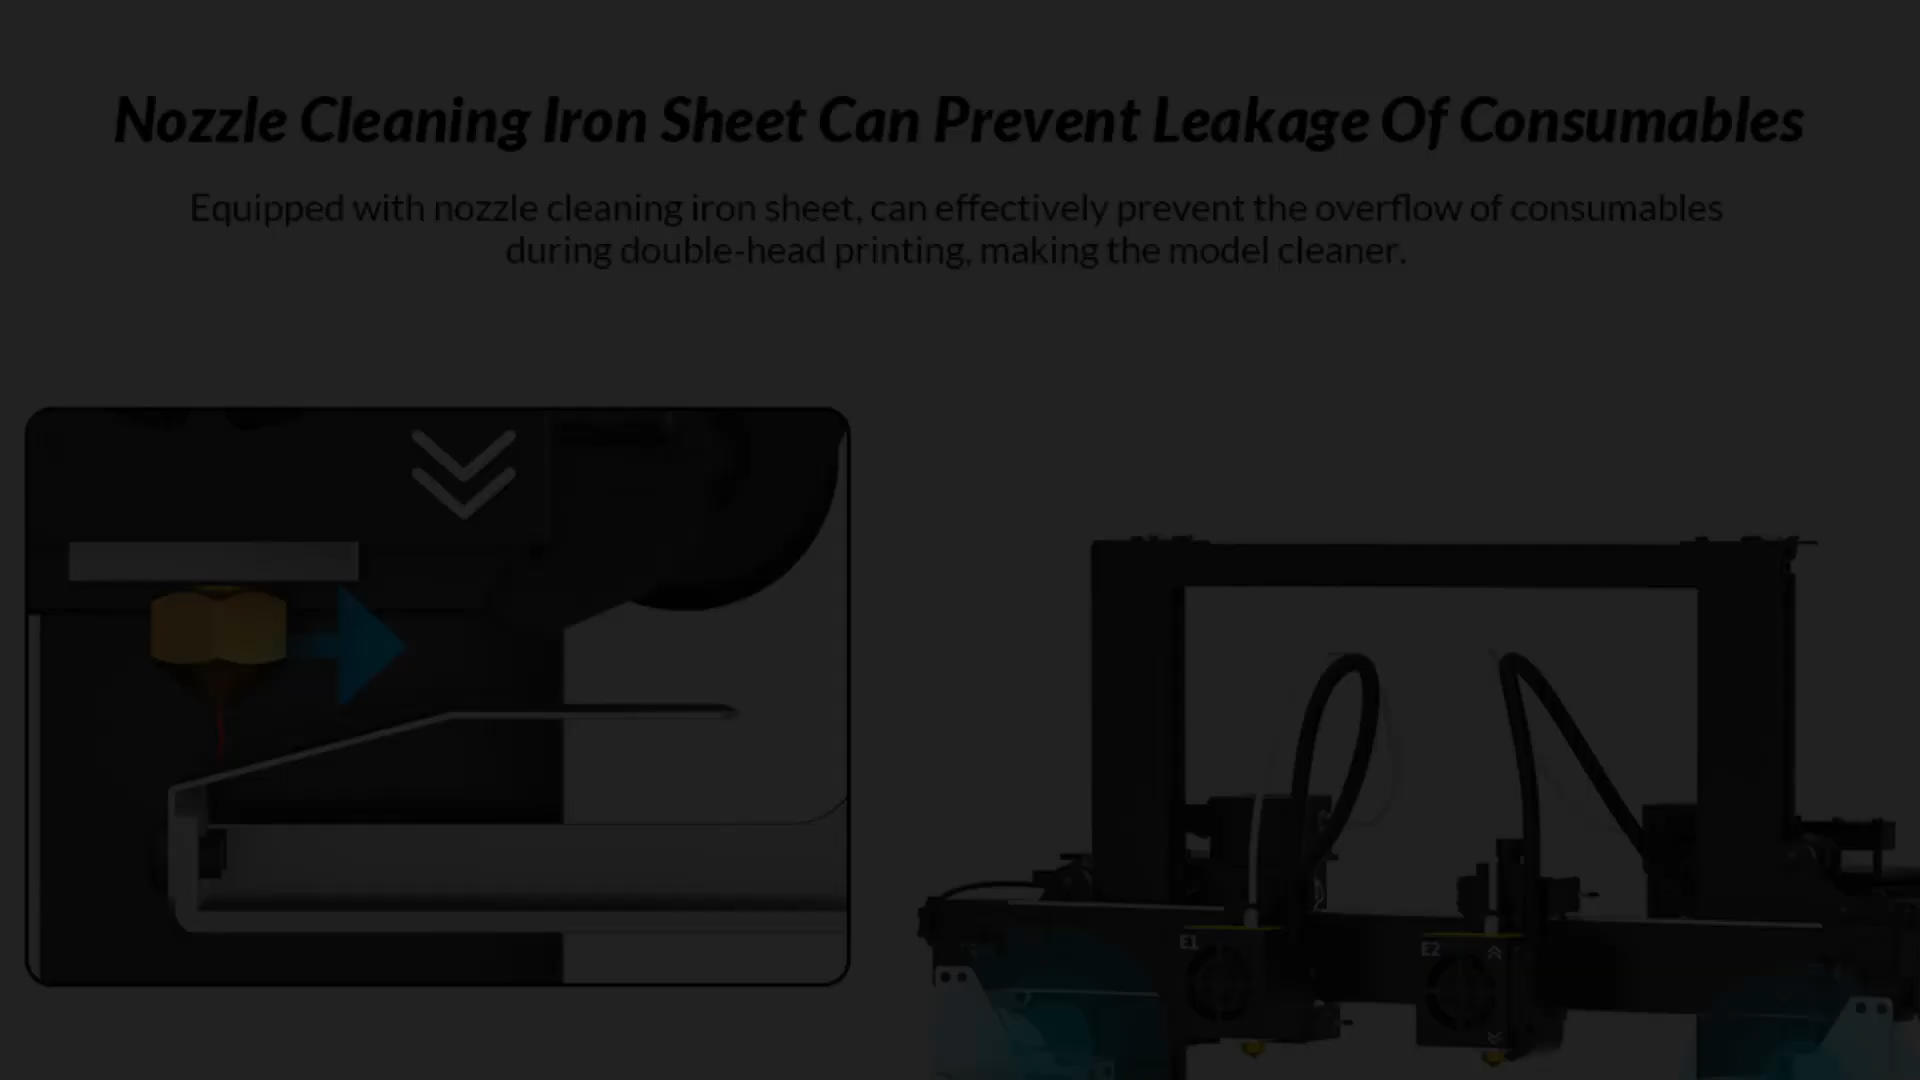 Nozzle Cleaning Iron Sheet Can Prevent Leakage Of Consumables
Equipped with nozzle cleaning iron sheet, can effectively prevent the overflow of consumables
during double-head printing, making the model cleaner.
E1
E2